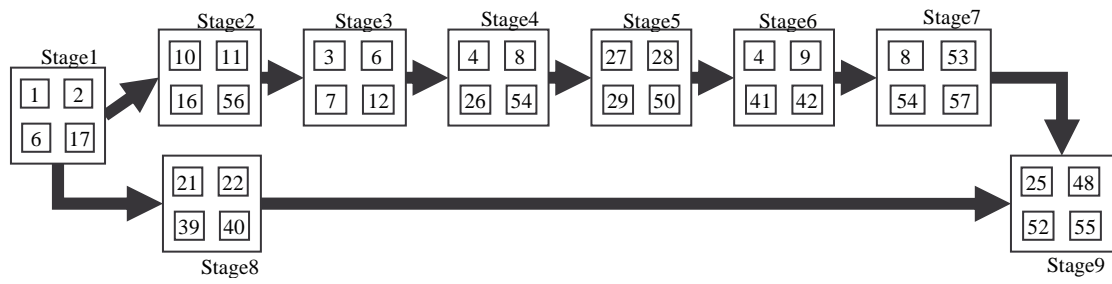 Stage1
1 2
6 17
Stage2
10 11
16 56
Stage3
3 6
7 12
Stage4
4 8
26 54
Stage5
27 28
29 50
Stage6
4 9
41 42
Stage7
8 53
54 57
21 22
39 40
Stage8
25 48
52 55
Stage9